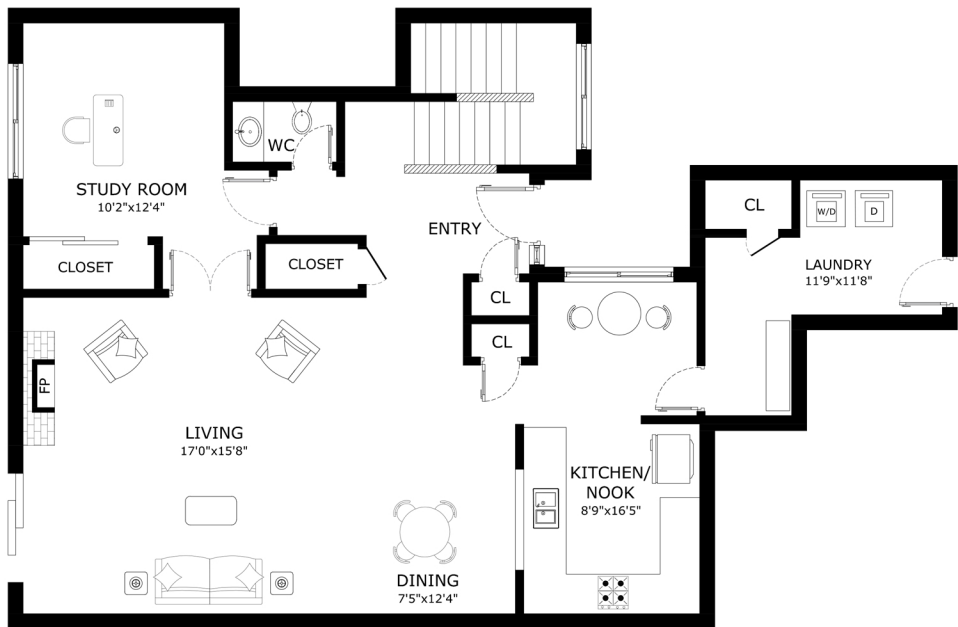 WC
STUDY ROOM
10'2"x12'4"
CL
W/D
D
ENTRY
CLOSET
CLOSET
LAUNDRY
11'9"x11'8"
CL
CL
FP
LIVING
17'0"x15'8"
KITCHEN/
NOOK
8'9"x16'5"
DINING
7'5"x12'4"